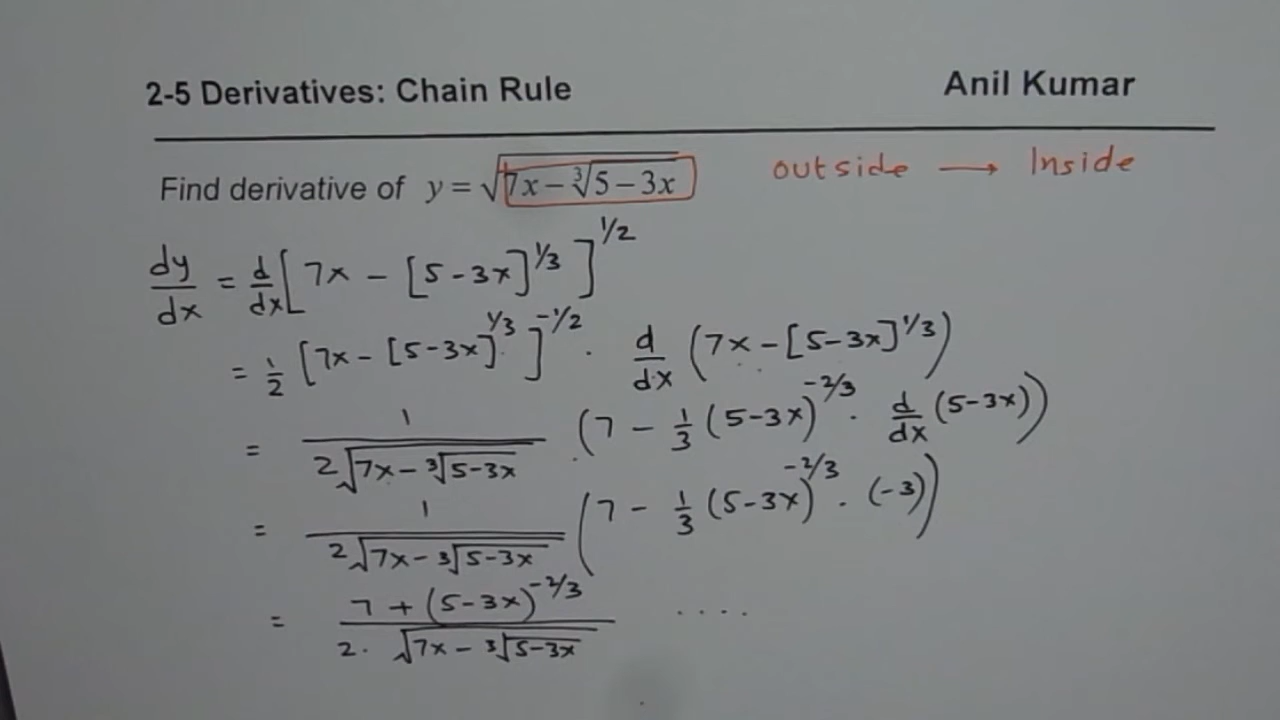 2-5 Derivatives: Chain Rule Anil Kumar
Find derivative of y = √(7x − ∛(5 − 3x)) outside → Inside
dy/dx = d/dx [7x − [5−3x]^1/3]^1/2
= 1/2 [7x − [5−3x]^1/3]^−1/2 · d/dx (7x − [5−3x]^1/3)
= 1/(2√(7x − ∛(5−3x))) · (7 − 1/3 (5−3x)^−2/3 · d/dx (5−3x))
= 1/(2√(7x − ∛(5−3x))) (7 − 1/3 (5−3x)^−2/3 · (−3))
= (7 + (5−3x)^−2/3)/(2 · √(7x − ∛(5−3x))) ....